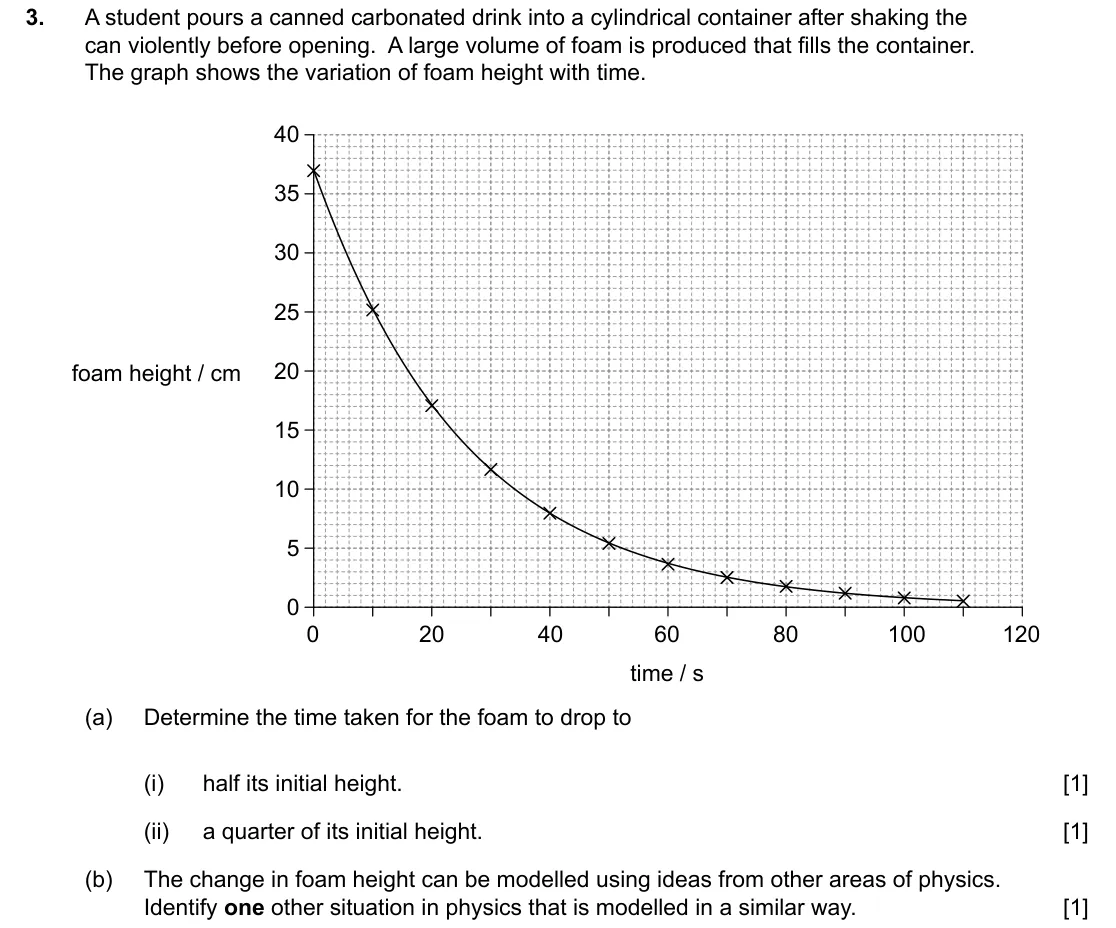 3. A student pours a canned carbonated drink into a cylindrical container after shaking the
can violently before opening. A large volume of foam is produced that fills the container.
The graph shows the variation of foam height with time.
40
35
30
25
foam height / cm 20
15
10
5
0
0 20 40 60 80 100 120
time / s
(a) Determine the time taken for the foam to drop to
(i) half its initial height. [1]
(ii) a quarter of its initial height. [1]
(b) The change in foam height can be modelled using ideas from other areas of physics.
Identify one other situation in physics that is modelled in a similar way. [1]